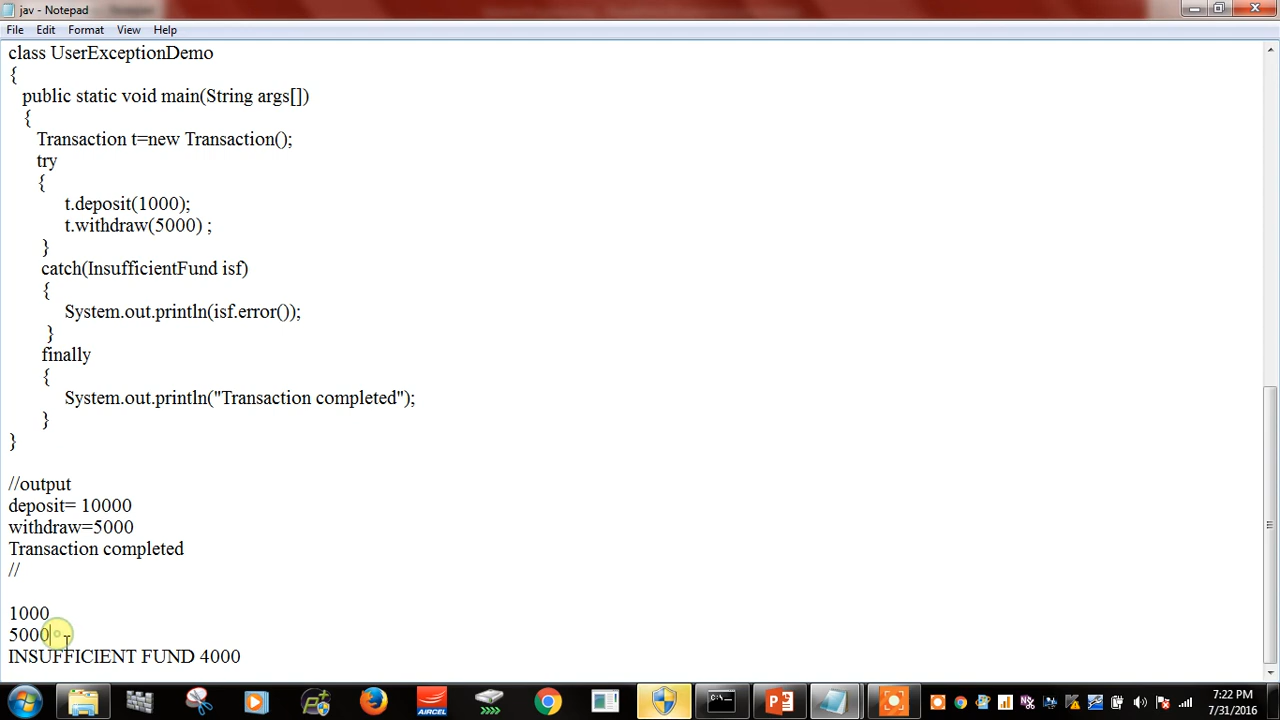 jav - Notepad
File Edit Format View Help
class UserExceptionDemo
{
public static void main(String args[])
{
Transaction t=new Transaction();
try
{
t.deposit(1000);
t.withdraw(5000) ;
}
catch(InsufficientFund isf)
{
System.out.println(isf.error());
}
finally
{
System.out.println("Transaction completed");
}
}
//output
deposit= 10000
withdraw=5000
Transaction completed
//
1000
5000
INSUFFICIENT FUND 4000
AIRCEL
7:22 PM
7/31/2016